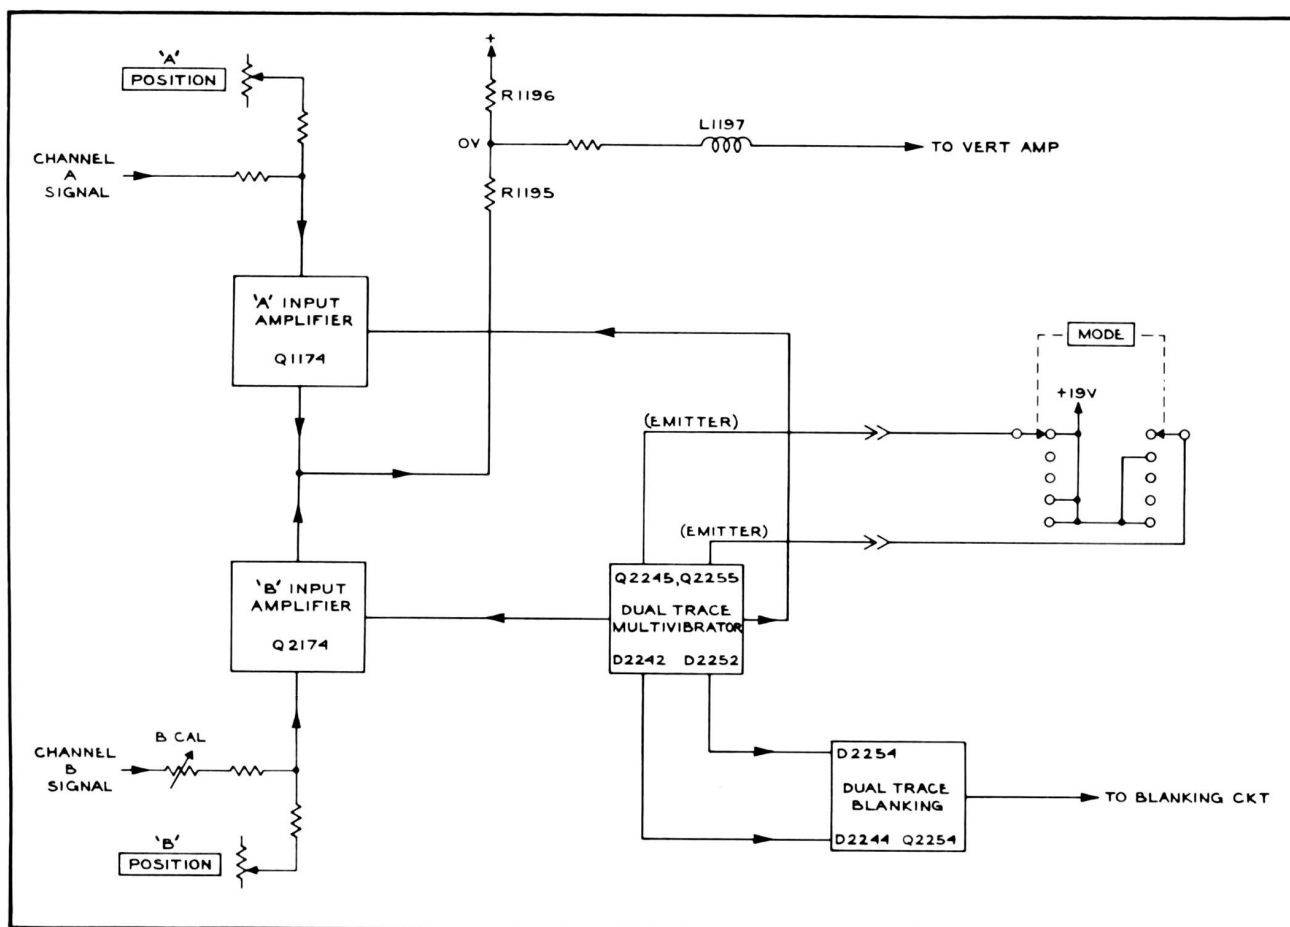 'A'
POSITION
+
R1196
L1197
OV
TO VERT AMP
CHANNEL
A
SIGNAL
R1195
'A' INPUT
AMPLIFIER
Q1174
MODE
+19V
(EMITTER)
(EMITTER)
'B' INPUT
AMPLIFIER
Q2174
Q2245, Q2255
DUAL TRACE
MULTIVIBRATOR
D2242 D2252
B CAL
CHANNEL
B
SIGNAL
D2254
DUAL TRACE
BLANKING
D2244 Q2254
TO BLANKING CKT
'B'
POSITION